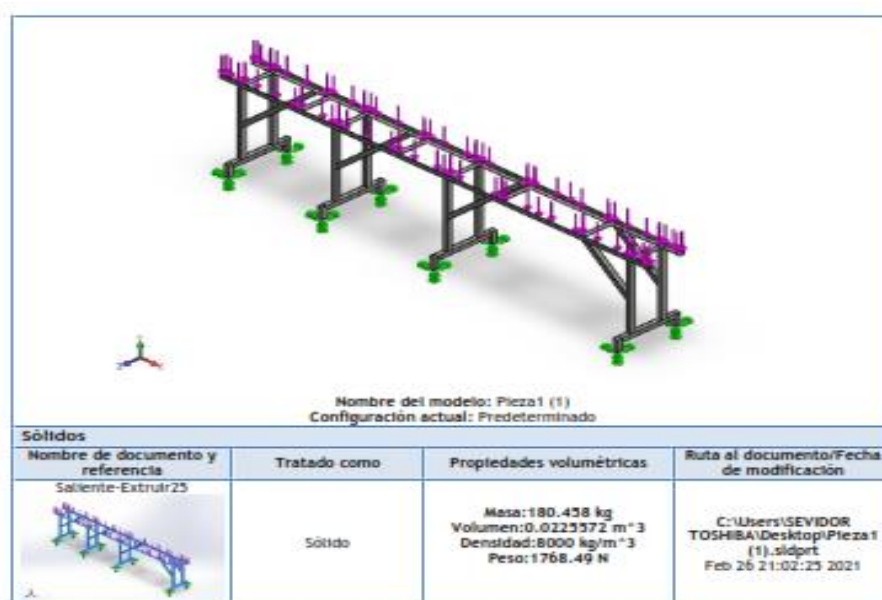 Nombre del modelo: Pieza1 (1)
Configuración actual: Predeterminado
Sólidos
Nombre de documento y referencia
Tratado como
Propiedades volumétricas
Ruta al documento/Fecha de modificación
Saliente-Extruir25
Sólido
Masa:180.458 kg
Volumen:0.0225572 m^3
Densidad:8000 kg/m^3
Peso:1768.49 N
C:\Users\SEVIDOR
TOSHIBA\Desktop\Pieza1
(1).sldprt
Feb 26 21:02:25 2021